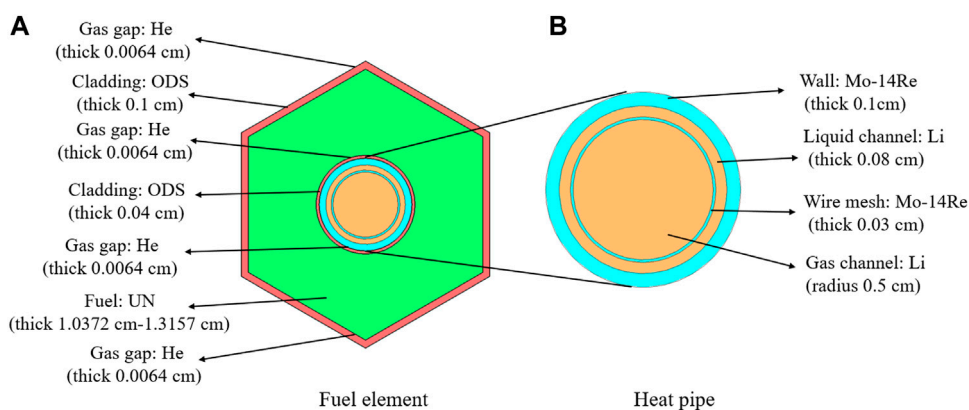 A
Gas gap: He
(thick 0.0064 cm)
Cladding: ODS
(thick 0.1 cm)
Gas gap: He
(thick 0.0064 cm)
Cladding: ODS
(thick 0.04 cm)
Gas gap: He
(thick 0.0064 cm)
Fuel: UN
(thick 1.0372 cm-1.3157 cm)
Gas gap: He
(thick 0.0064 cm)
Fuel element
B
Wall: Mo-14Re
(thick 0.1cm)
Liquid channel: Li
(thick 0.08 cm)
Wire mesh: Mo-14Re
(thick 0.03 cm)
Gas channel: Li
(radius 0.5 cm)
Heat pipe